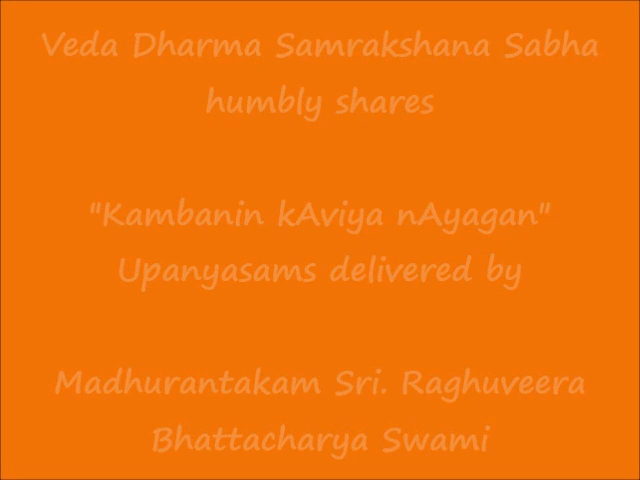 Veda Dharma Samrakshana Sabha
humbly shares
"Kambanin kAviya nAyagan"
Upanyasams delivered by
Madhurantakam Sri. Raghuveera
Bhattacharya Swami